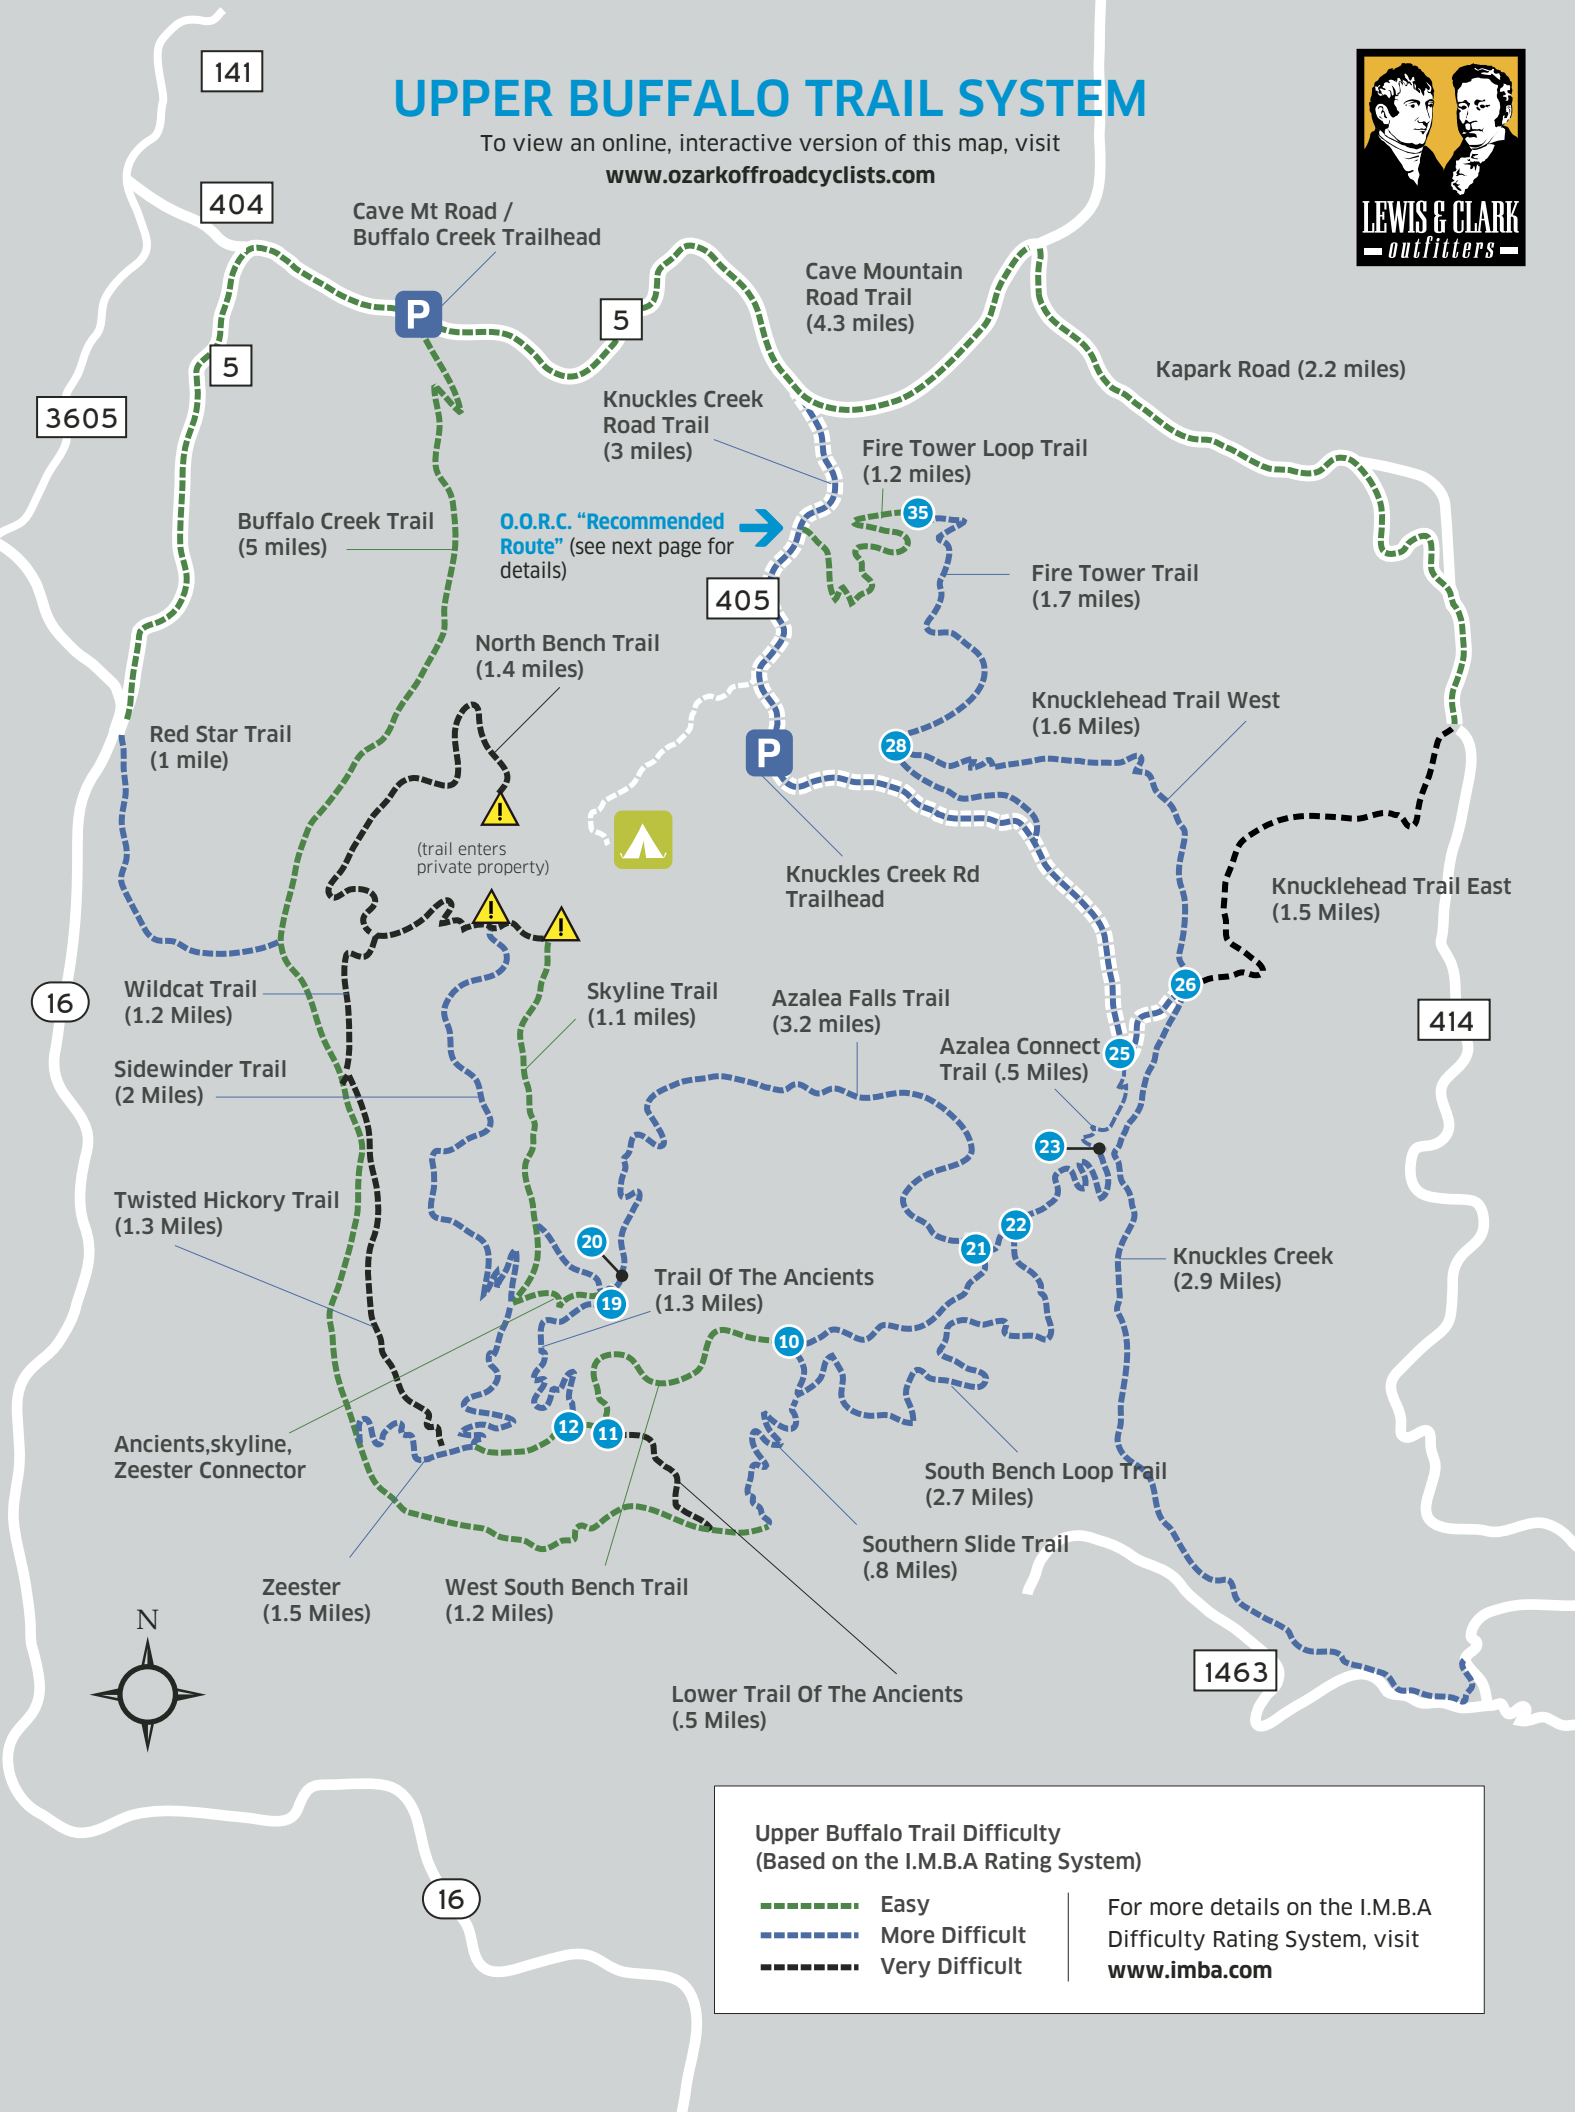 141
UPPER BUFFALO TRAIL SYSTEM
To view an online, interactive version of this map, visit
www.ozarkoffroadcyclists.com
LEWIS & CLARK
outfitters
404
Cave Mt Road /
Buffalo Creek Trailhead
P
5
Cave Mountain
Road Trail
(4.3 miles)
5
Kapark Road (2.2 miles)
3605
Knuckles Creek
Road Trail
(3 miles)
Fire Tower Loop Trail
(1.2 miles)
35
Buffalo Creek Trail
(5 miles)
O.O.R.C. “Recommended
Route” (see next page for
details)
405
Fire Tower Trail
(1.7 miles)
North Bench Trail
(1.4 miles)
Knucklehead Trail West
(1.6 Miles)
Red Star Trail
(1 mile)
P
28
!
(trail enters
private property)
Knuckles Creek Rd
Trailhead
Knucklehead Trail East
(1.5 Miles)
!
!
16
Wildcat Trail
(1.2 Miles)
Skyline Trail
(1.1 miles)
Azalea Falls Trail
(3.2 miles)
26
414
Azalea Connect
Trail (.5 Miles)
25
Sidewinder Trail
(2 Miles)
23
Twisted Hickory Trail
(1.3 Miles)
20
22
21
Knuckles Creek
(2.9 Miles)
Trail Of The Ancients
(1.3 Miles)
19
10
12
11
Ancients,skyline,
Zeester Connector
South Bench Loop Trail
(2.7 Miles)
Southern Slide Trail
(.8 Miles)
Zeester
(1.5 Miles)
West South Bench Trail
(1.2 Miles)
N
1463
Lower Trail Of The Ancients
(.5 Miles)
16
Upper Buffalo Trail Difficulty
(Based on the I.M.B.A Rating System)
Easy
More Difficult
Very Difficult
For more details on the I.M.B.A
Difficulty Rating System, visit
www.imba.com